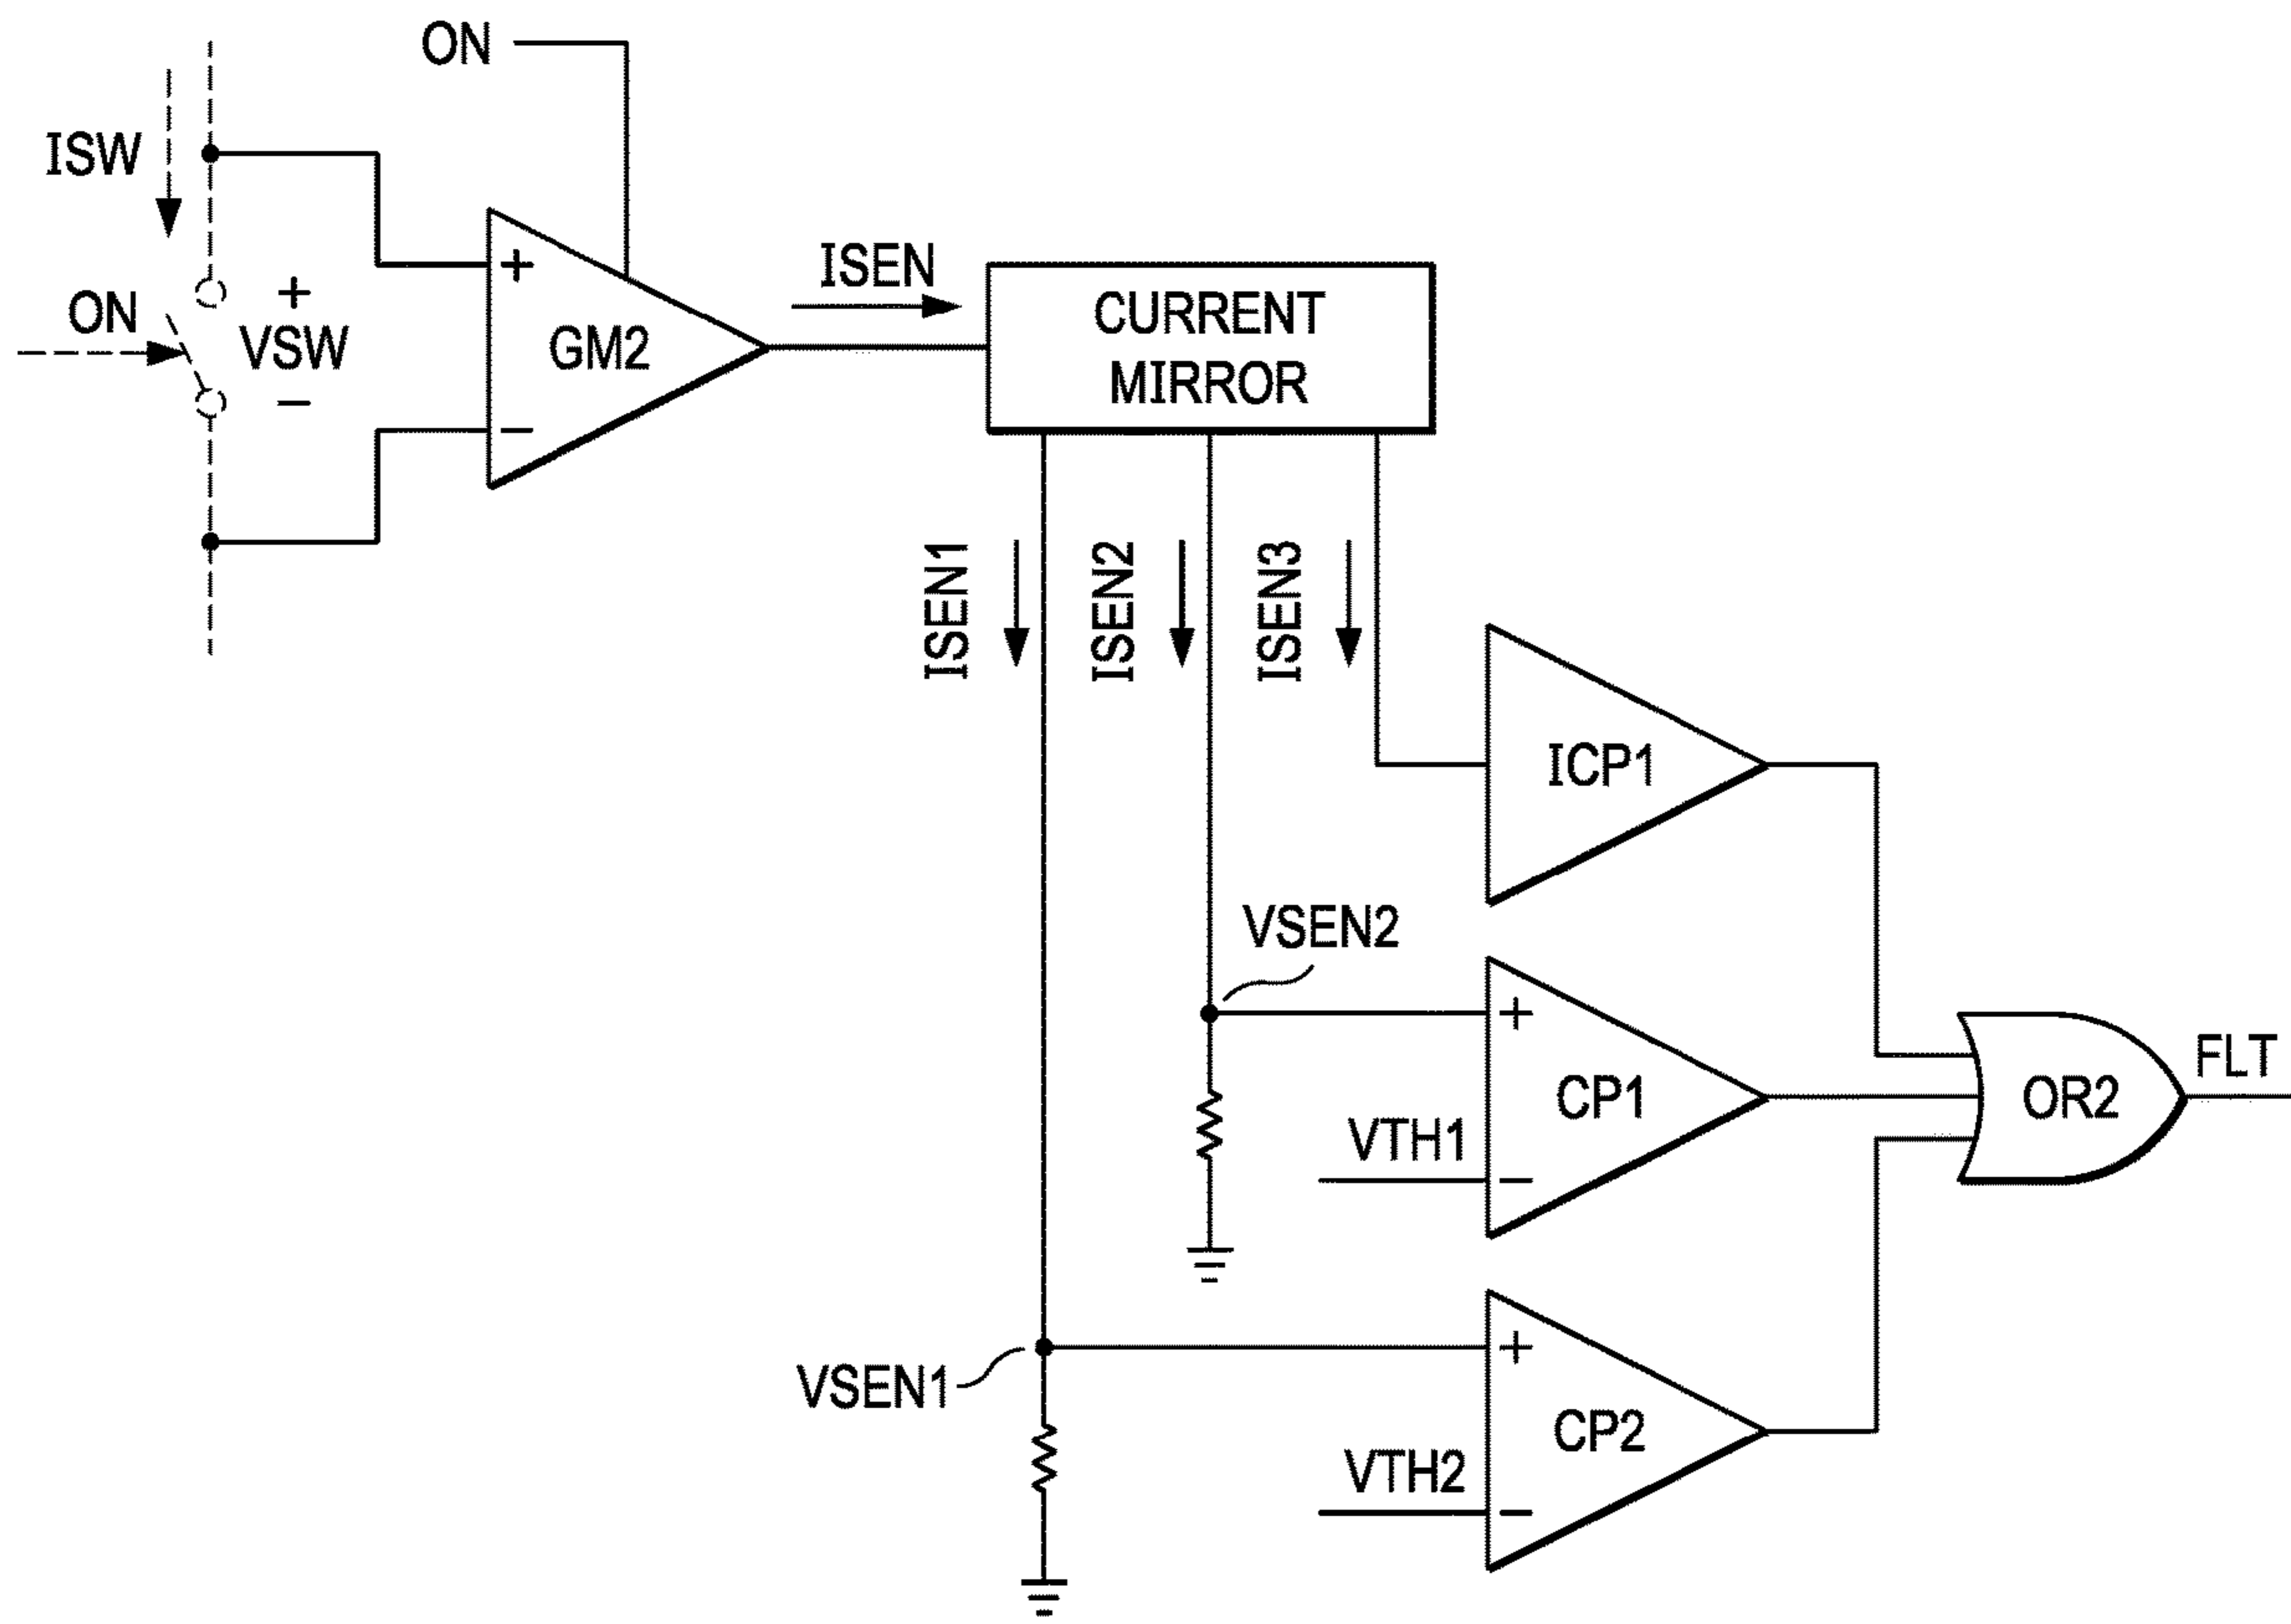 ON
ISW
ON
+
VSW
−
+
GM2
−
ISEN
CURRENT
MIRROR
ISEN1
ISEN2
ISEN3
ICP1
VSEN2
+
CP1
VTH1
−
OR2
FLT
VSEN1
+
CP2
VTH2
−